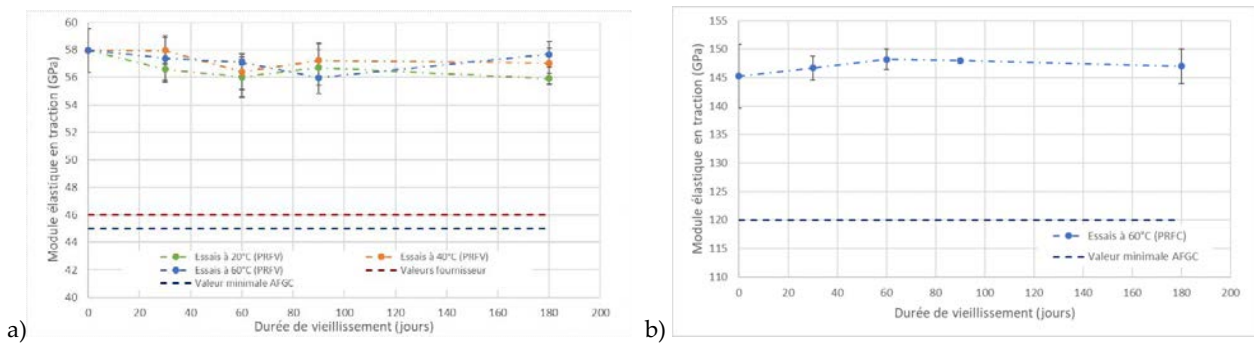 60
58
56
54
52
50
48
46
44
42
40
Module élastique en traction (GPa)
Essais à 20°C (PRFV)
Essais à 40°C (PRFV)
Essais à 60°C (PRFV)
Valeurs fournisseur
Valeur minimale AFGC
0 20 40 60 80 100 120 140 160 180 200
Durée de vieillissement (jours)
a)
155
150
145
140
135
130
125
120
115
110
Module élastique en traction (GPa)
Essais à 60°C (PRFC)
Valeur minimale AFGC
0 20 40 60 80 100 120 140 160 180 200
Durée de vieillissement (jours)
b)